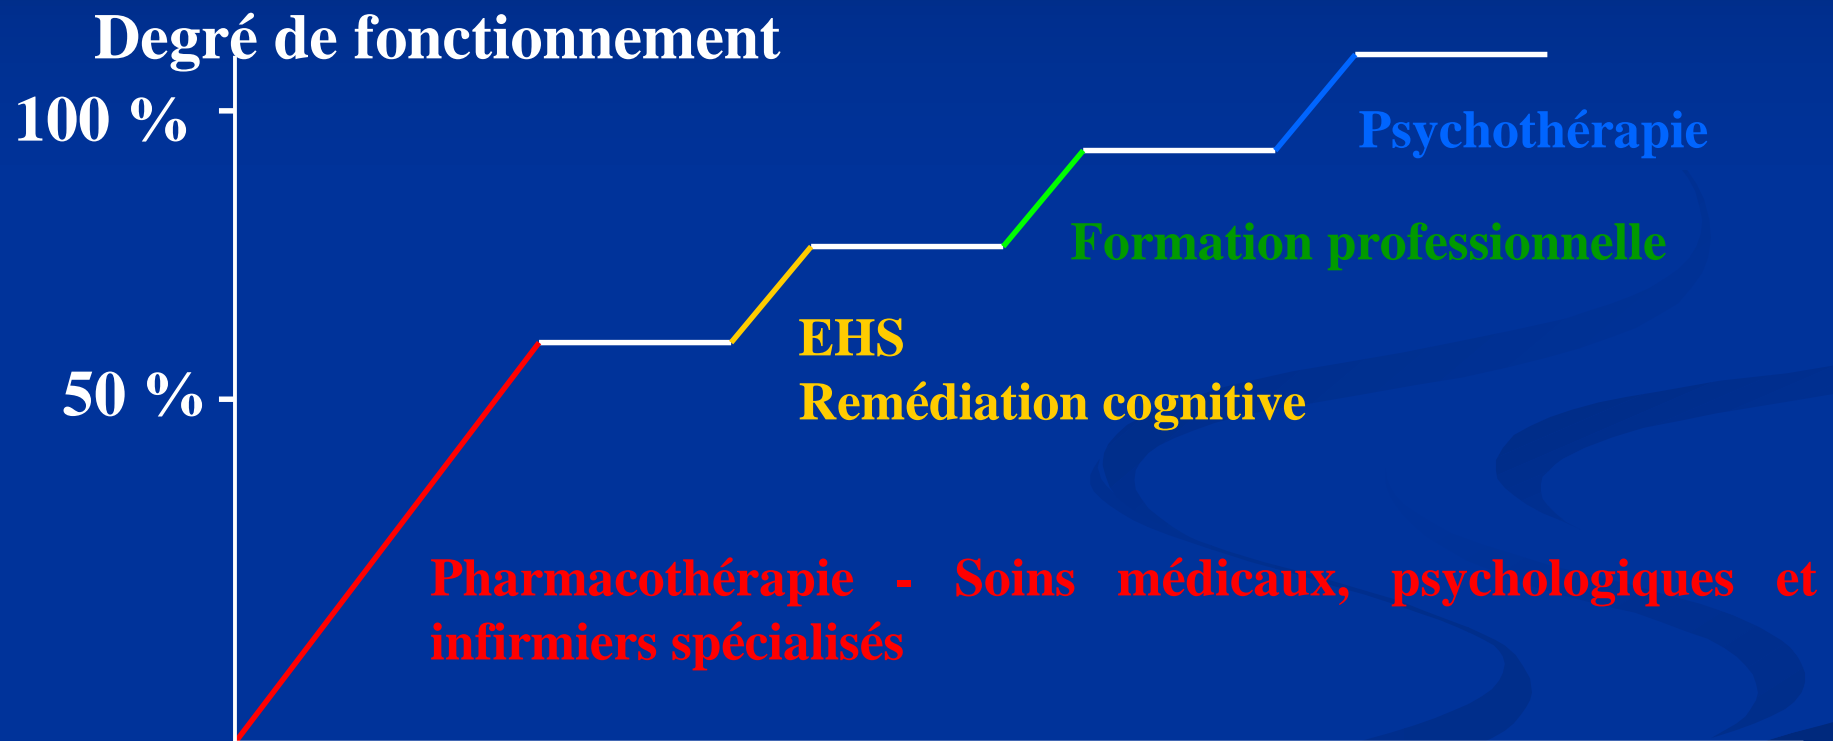 Degré de fonctionnement
100 %
Psychothérapie
Formation professionnelle
EHS
50 %
Remédiation cognitive
Pharmacothérapie - Soins médicaux, psychologiques et
infirmiers spécialisés